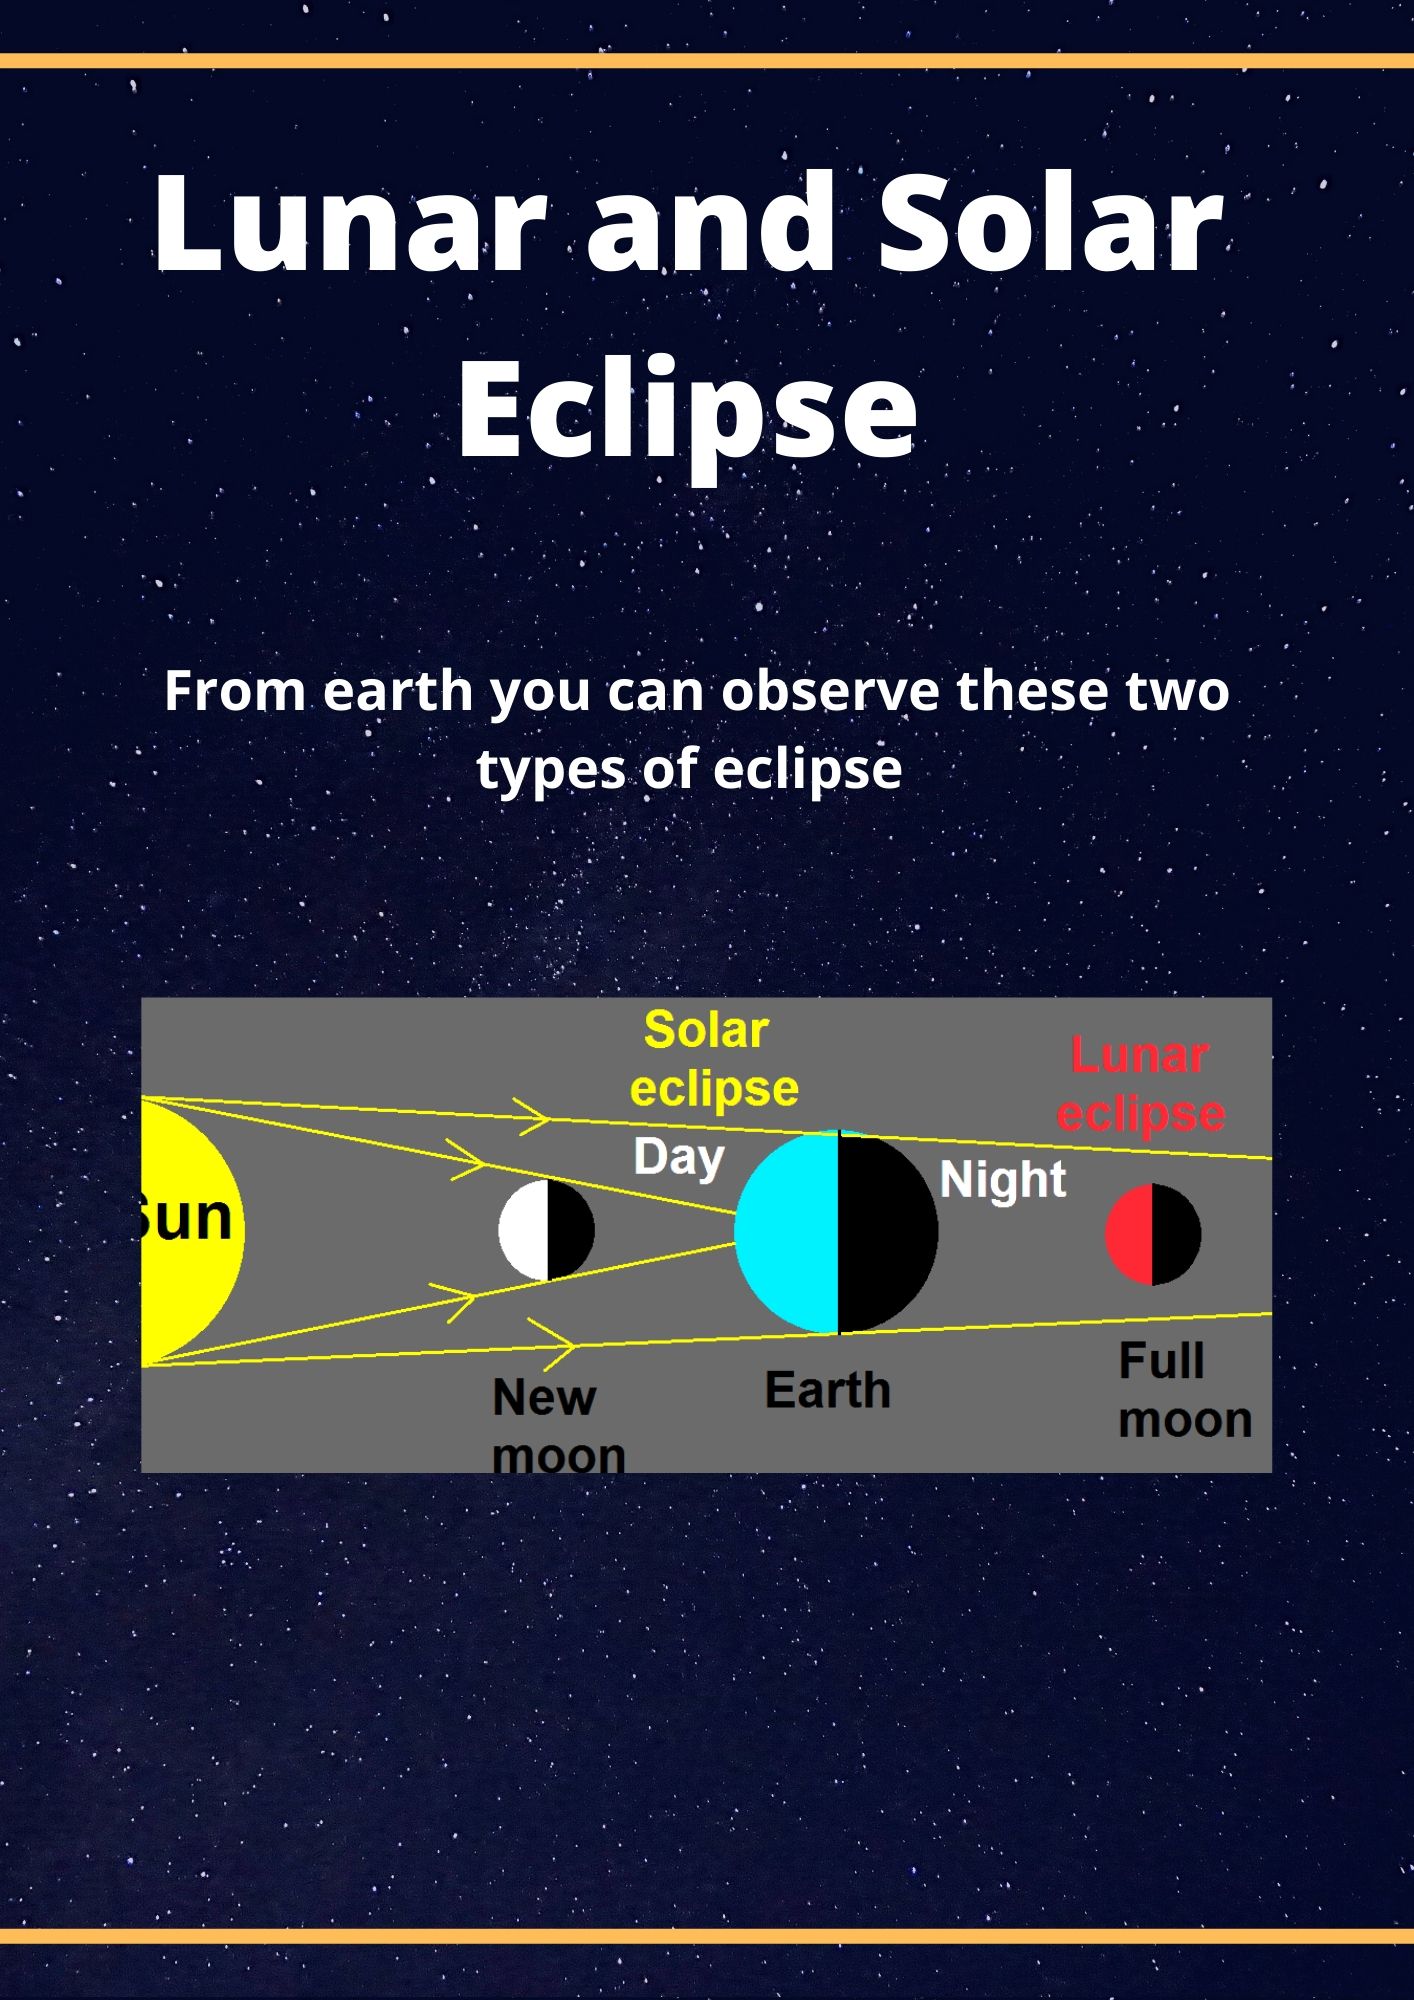 Lunar and Solar
Eclipse
From earth you can observe these two
types of eclipse
Solar
eclipse
Lunar
eclipse
Day
Night
Sun
New
moon
Earth
Full
moon